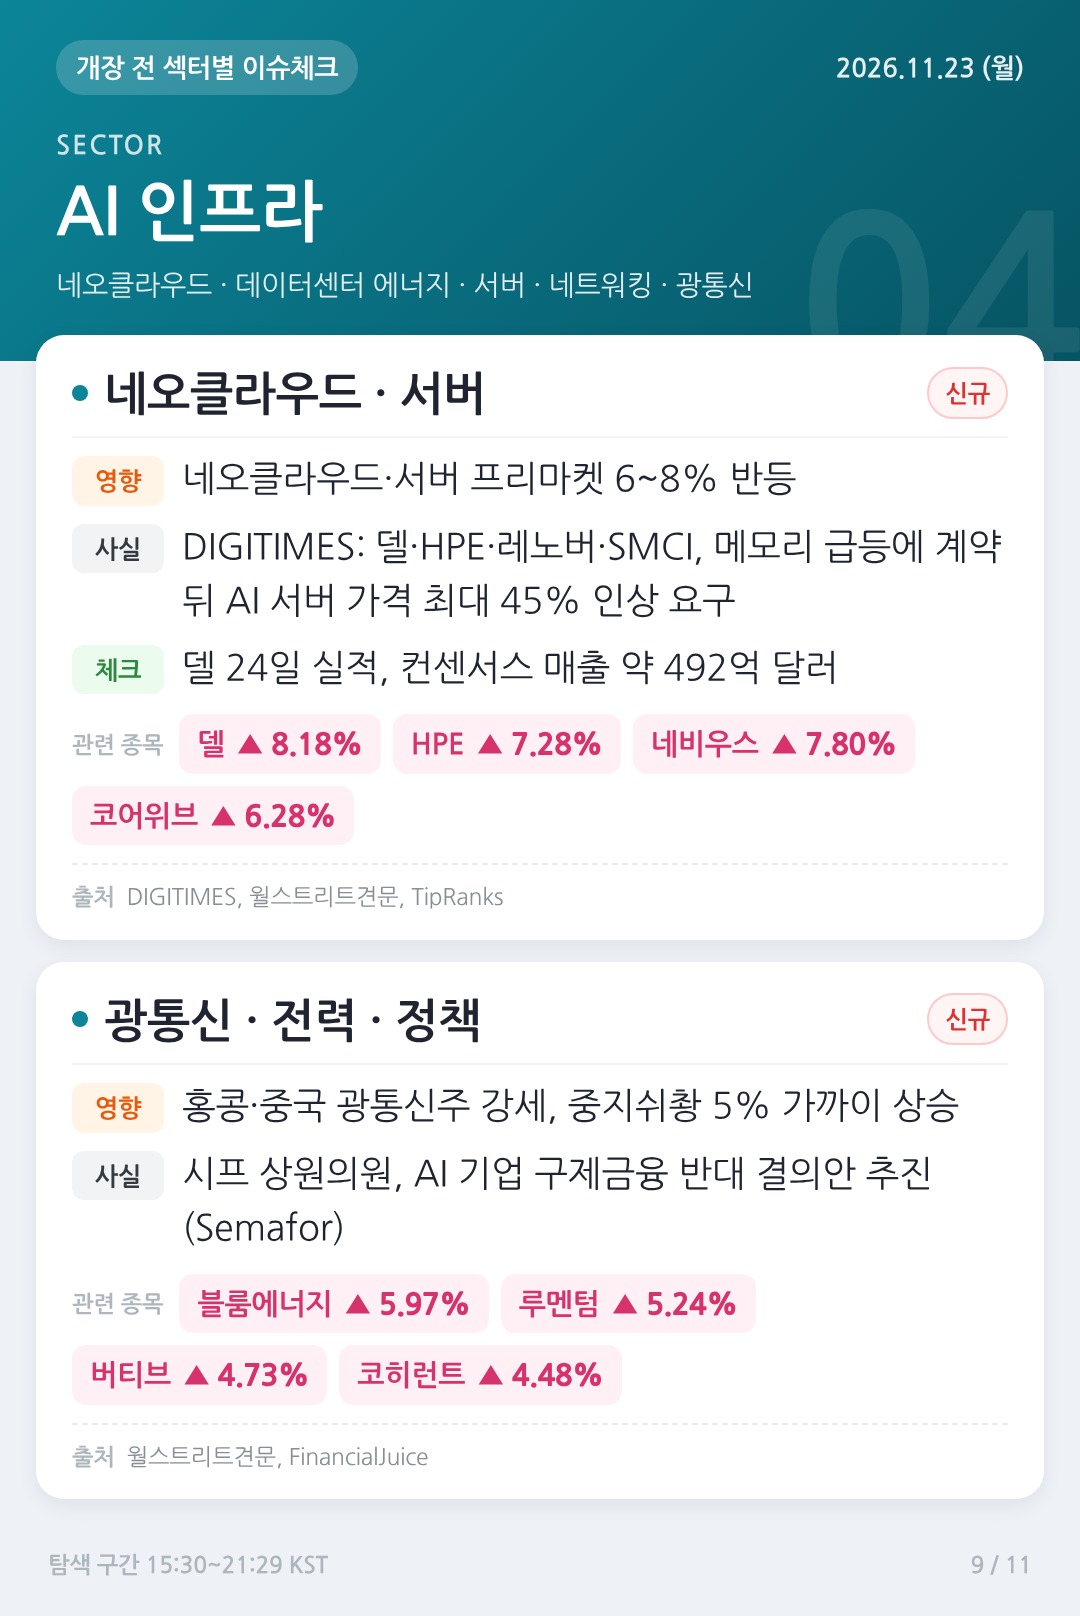 개장 전 섹터별 이슈체크
2026.11.23 (월)
SECTOR
AI 인프라
네오클라우드 · 데이터센터 에너지 · 서버 · 네트워킹 · 광통신
04
네오클라우드 · 서버
신규
영향 네오클라우드·서버 프리마켓 6~8% 반등
사실 DIGITIMES: 델·HPE·레노버·SMCI, 메모리 급등에 계약
뒤 AI 서버 가격 최대 45% 인상 요구
체크 델 24일 실적, 컨센서스 매출 약 492억 달러
관련 종목 델 ▲ 8.18% HPE ▲ 7.28% 네비우스 ▲ 7.80%
코어위브 ▲ 6.28%
출처 DIGITIMES, 월스트리트견문, TipRanks
광통신 · 전력 · 정책
신규
영향 홍콩·중국 광통신주 강세, 중지쉬촹 5% 가까이 상승
사실 시프 상원의원, AI 기업 구제금융 반대 결의안 추진
(Semafor)
관련 종목 블룸에너지 ▲ 5.97% 루멘텀 ▲ 5.24%
버티브 ▲ 4.73% 코히런트 ▲ 4.48%
출처 월스트리트견문, FinancialJuice
탐색 구간 15:30~21:29 KST
9 / 11